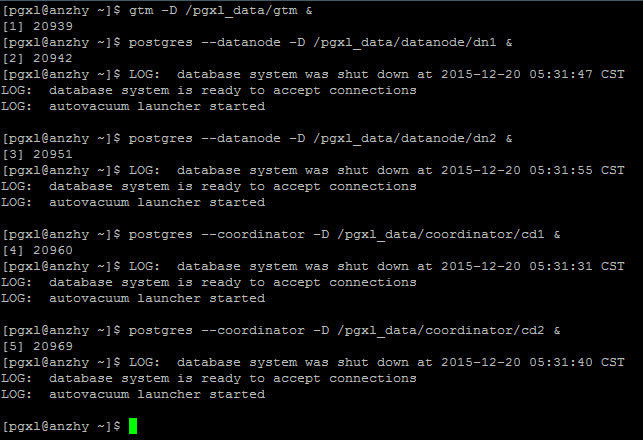 [pgxl@anzhy ~]$ gtm -D /pgxl_data/gtm &
[1] 20939
[pgxl@anzhy ~]$ postgres --datanode -D /pgxl_data/datanode/dn1 &
[2] 20942
[pgxl@anzhy ~]$ LOG:  database system was shut down at 2015-12-20 05:31:47 CST
LOG:  database system is ready to accept connections
LOG:  autovacuum launcher started
[pgxl@anzhy ~]$ postgres --datanode -D /pgxl_data/datanode/dn2 &
[3] 20951
[pgxl@anzhy ~]$ LOG:  database system was shut down at 2015-12-20 05:31:55 CST
LOG:  database system is ready to accept connections
LOG:  autovacuum launcher started
[pgxl@anzhy ~]$ postgres --coordinator -D /pgxl_data/coordinator/cd1 &
[4] 20960
[pgxl@anzhy ~]$ LOG:  database system was shut down at 2015-12-20 05:31:31 CST
LOG:  database system is ready to accept connections
LOG:  autovacuum launcher started
[pgxl@anzhy ~]$ postgres --coordinator -D /pgxl_data/coordinator/cd2 &
[5] 20969
[pgxl@anzhy ~]$ LOG:  database system was shut down at 2015-12-20 05:31:40 CST
LOG:  database system is ready to accept connections
LOG:  autovacuum launcher started
[pgxl@anzhy ~]$